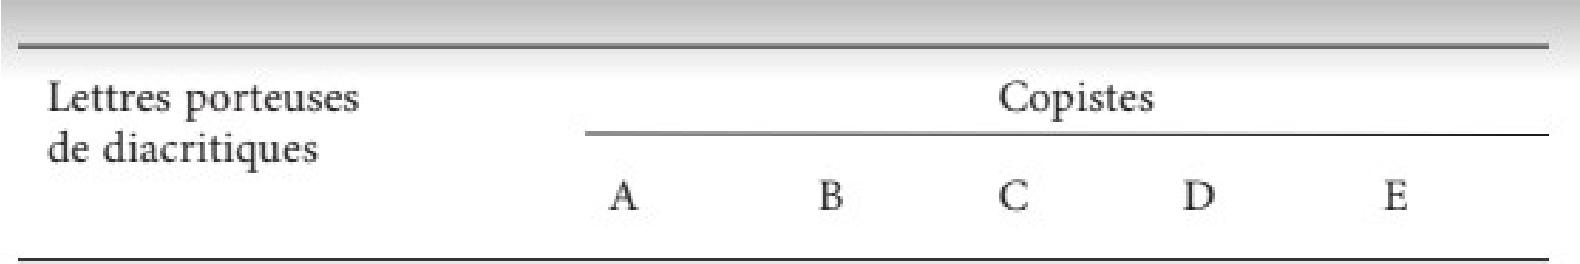 Lettres porteuses
de diacritiques
Copistes
A B C D E